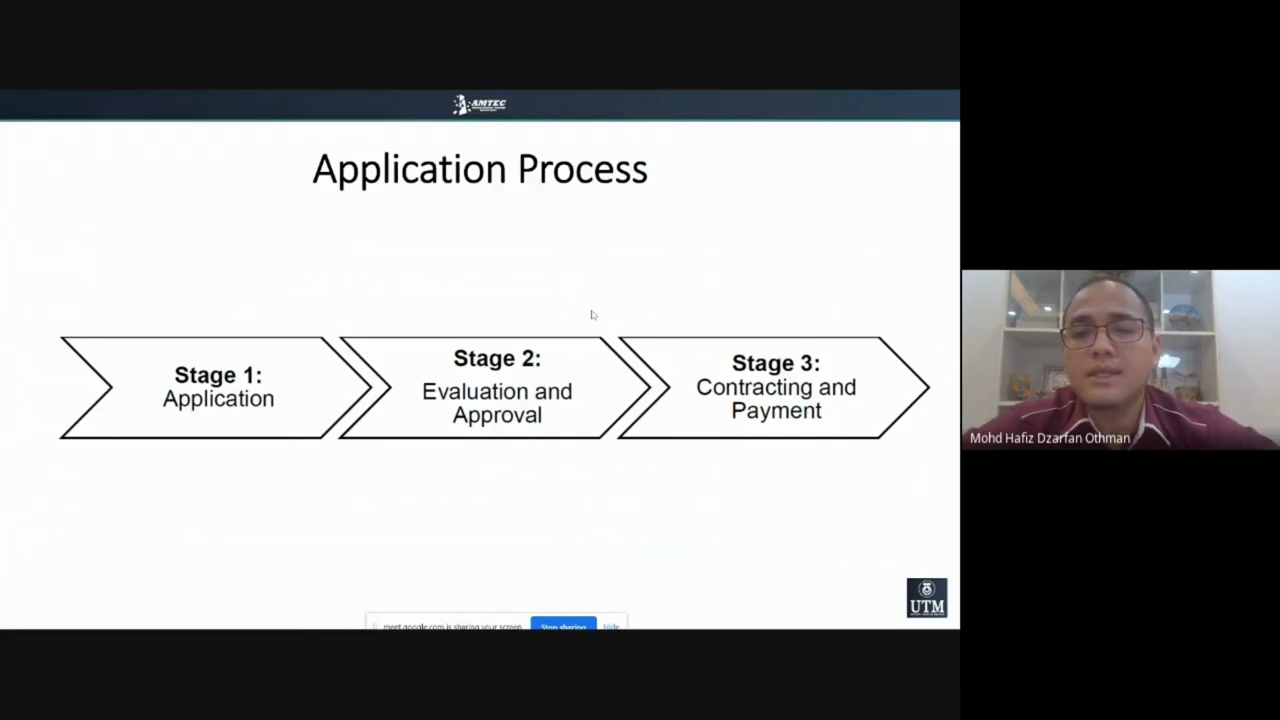 AMTEC
Application Process
Stage 1:
Application
Stage 2:
Evaluation and
Approval
Stage 3:
Contracting and
Payment
Mohd Hafiz Dzarfan Othman
UTM
meet.google.com is sharing your screen. Stop sharing Hide